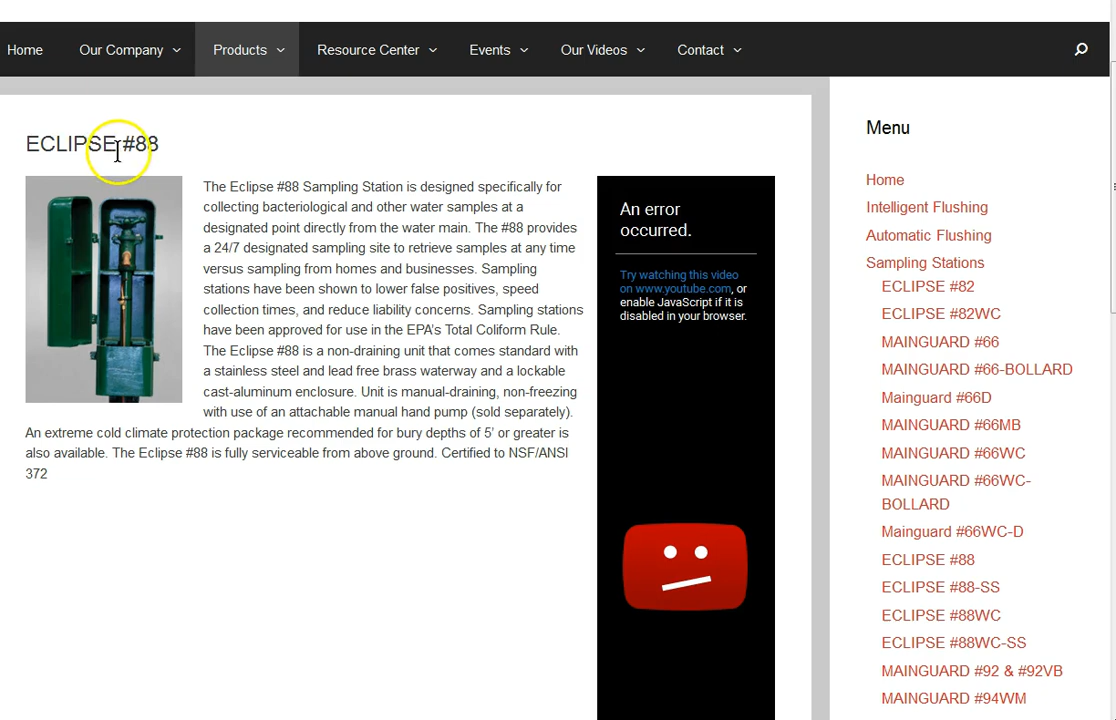 Home Our Company Products Resource Center Events Our Videos Contact
ECLIPSE #88
The Eclipse #88 Sampling Station is designed specifically for
collecting bacteriological and other water samples at a
designated point directly from the water main. The #88 provides
a 24/7 designated sampling site to retrieve samples at any time
versus sampling from homes and businesses. Sampling
stations have been shown to lower false positives, speed
collection times, and reduce liability concerns. Sampling stations
have been approved for use in the EPA's Total Coliform Rule.
The Eclipse #88 is a non-draining unit that comes standard with
a stainless steel and lead free brass waterway and a lockable
cast-aluminum enclosure. Unit is manual-draining, non-freezing
with use of an attachable manual hand pump (sold separately).
An extreme cold climate protection package recommended for bury depths of 5' or greater is
also available. The Eclipse #88 is fully serviceable from above ground. Certified to NSF/ANSI
372
An error
occurred.
Try watching this video
on www.youtube.com, or
enable JavaScript if it is
disabled in your browser.
Menu
Home
Intelligent Flushing
Automatic Flushing
Sampling Stations
ECLIPSE #82
ECLIPSE #82WC
MAINGUARD #66
MAINGUARD #66-BOLLARD
Mainguard #66D
MAINGUARD #66MB
MAINGUARD #66WC
MAINGUARD #66WC-
BOLLARD
Mainguard #66WC-D
ECLIPSE #88
ECLIPSE #88-SS
ECLIPSE #88WC
ECLIPSE #88WC-SS
MAINGUARD #92 & #92VB
MAINGUARD #94WM